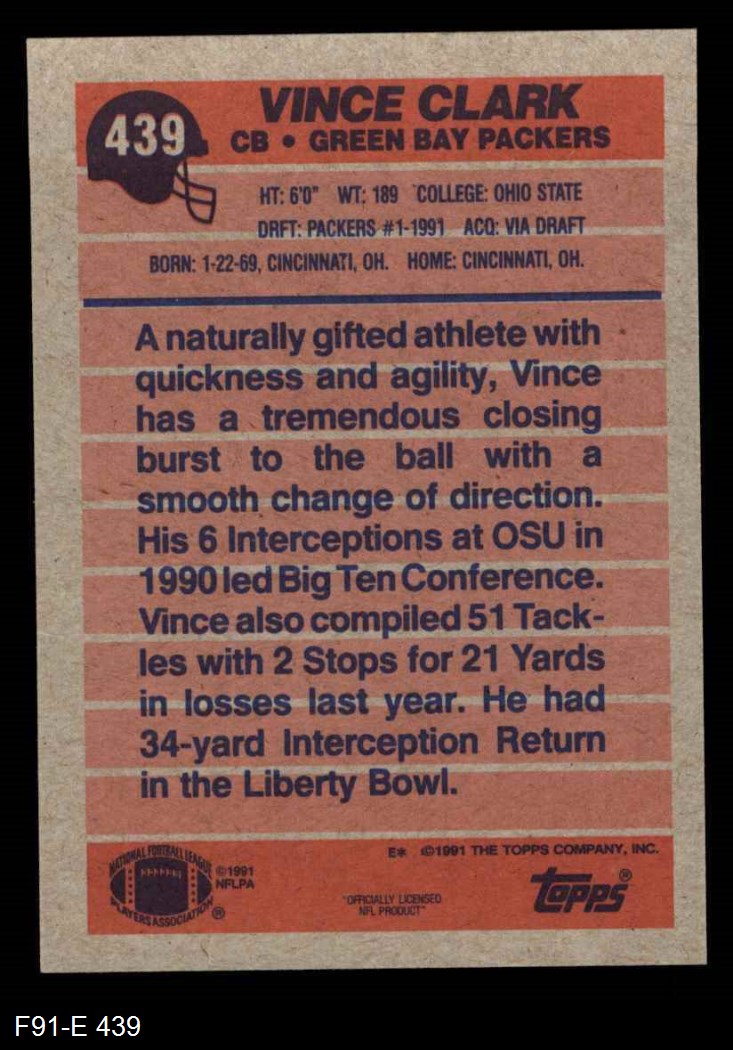 439
VINCE CLARK
CB • GREEN BAY PACKERS
HT: 6'0" WT: 189 COLLEGE: OHIO STATE
DRFT: PACKERS #1-1991 ACQ: VIA DRAFT
BORN: 1-22-69, CINCINNATI, OH. HOME: CINCINNATI, OH.
A naturally gifted athlete with
quickness and agility, Vince
has a tremendous closing
burst to the ball with a
smooth change of direction.
His 6 Interceptions at OSU in
1990 led Big Ten Conference.
Vince also compiled 51 Tack-
les with 2 Stops for 21 Yards
in losses last year. He had
34-yard Interception Return
in the Liberty Bowl.
E* ©1991 THE TOPPS COMPANY, INC.
NATIONAL FOOTBALL LEAGUE
PLAYERS ASSOCIATION ®
©1991
NFLPA
"OFFICIALLY LICENSED
NFL PRODUCT"
topps®
F91-E 439